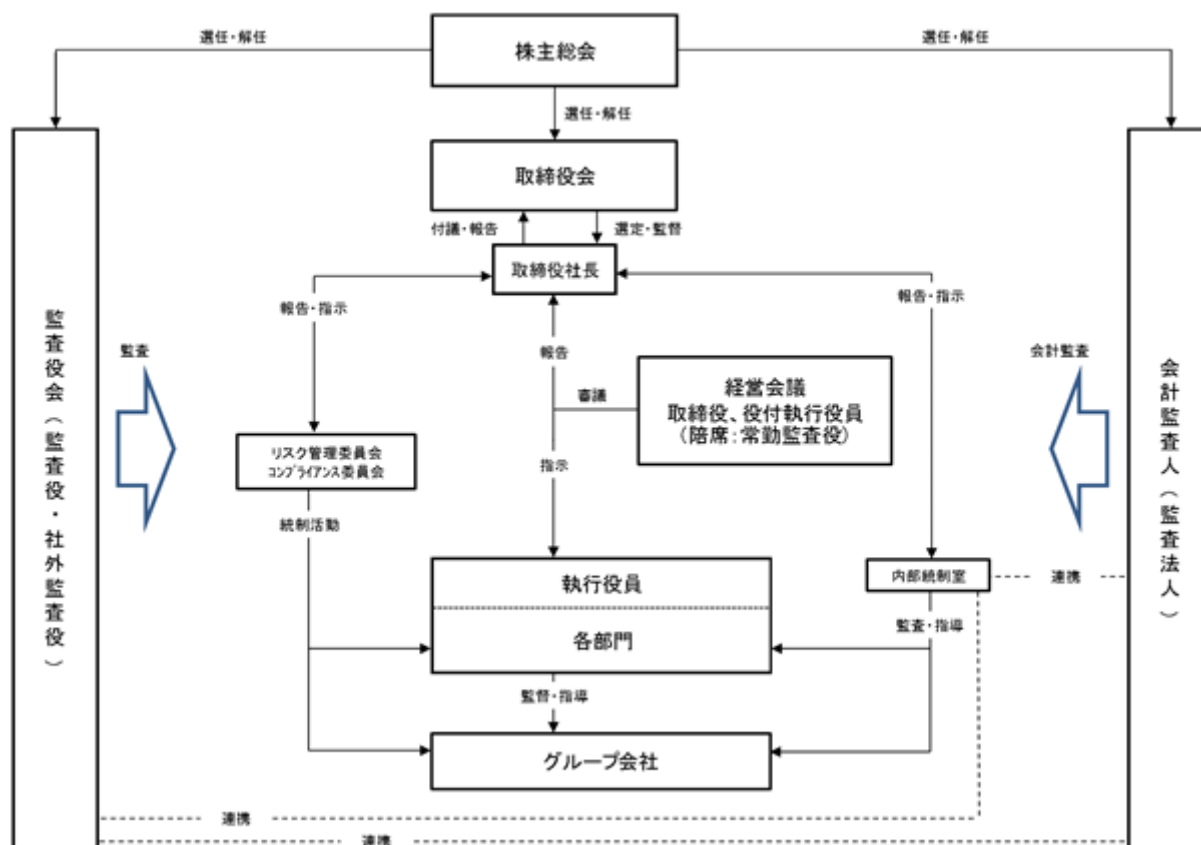 選任・解任
株主総会
選任・解任
選任・解任
取締役会
付議・報告
選定・監督
取締役社長
報告・指示
報告・指示
監査役会（監査役・社外監査役）
監査
報告
審議
経営会議
取締役、役付執行役員
（陪席：常勤監査役）
会計監査
会計監査人（監査法人）
リスク管理委員会
コンプライアンス委員会
指示
統制活動
執行役員
内部統制室
連携
各部門
監査・指導
監督・指導
グループ会社
連携
連携